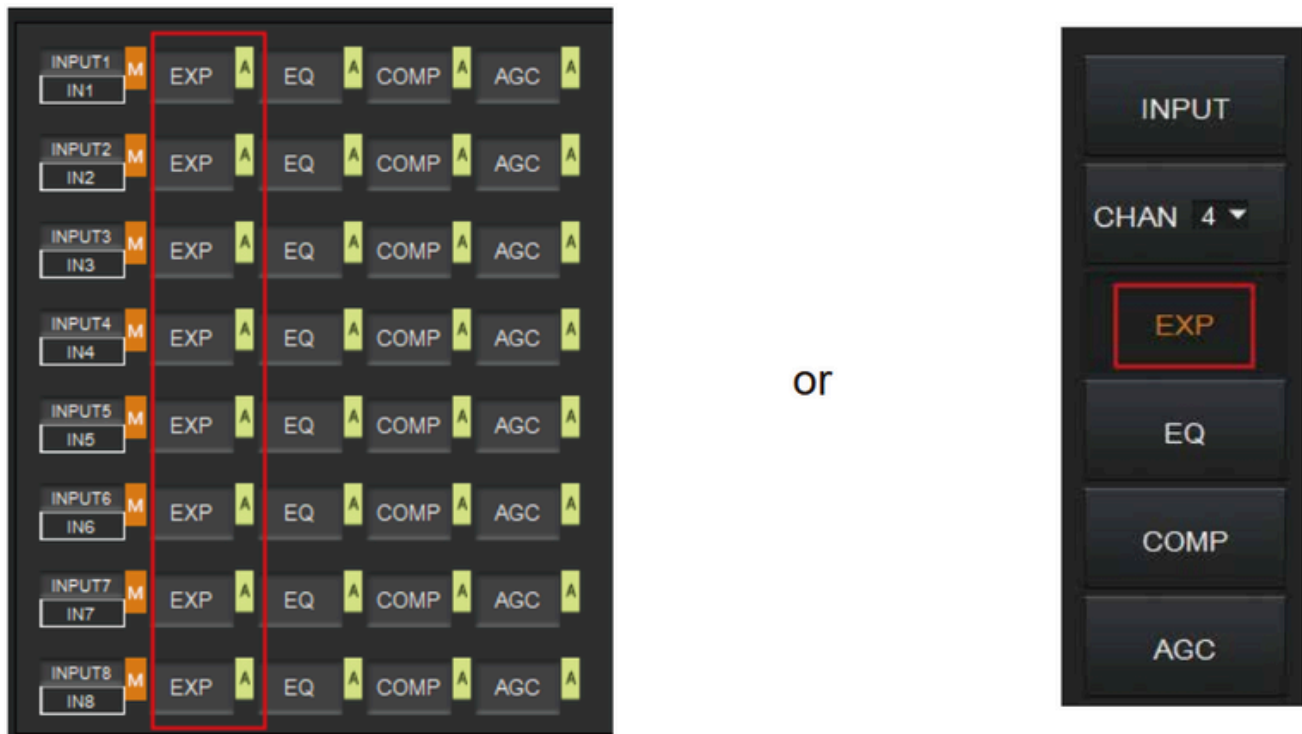 INPUT1 M EXP A EQ A COMP A AGC A
IN1
INPUT2 M EXP A EQ A COMP A AGC A
IN2
INPUT3 M EXP A EQ A COMP A AGC A
IN3
INPUT4 M EXP A EQ A COMP A AGC A
IN4
INPUT5 M EXP A EQ A COMP A AGC A
IN5
INPUT6 M EXP A EQ A COMP A AGC A
IN6
INPUT7 M EXP A EQ A COMP A AGC A
IN7
INPUT8 M EXP A EQ A COMP A AGC A
IN8
or
INPUT
CHAN 4
EXP
EQ
COMP
AGC